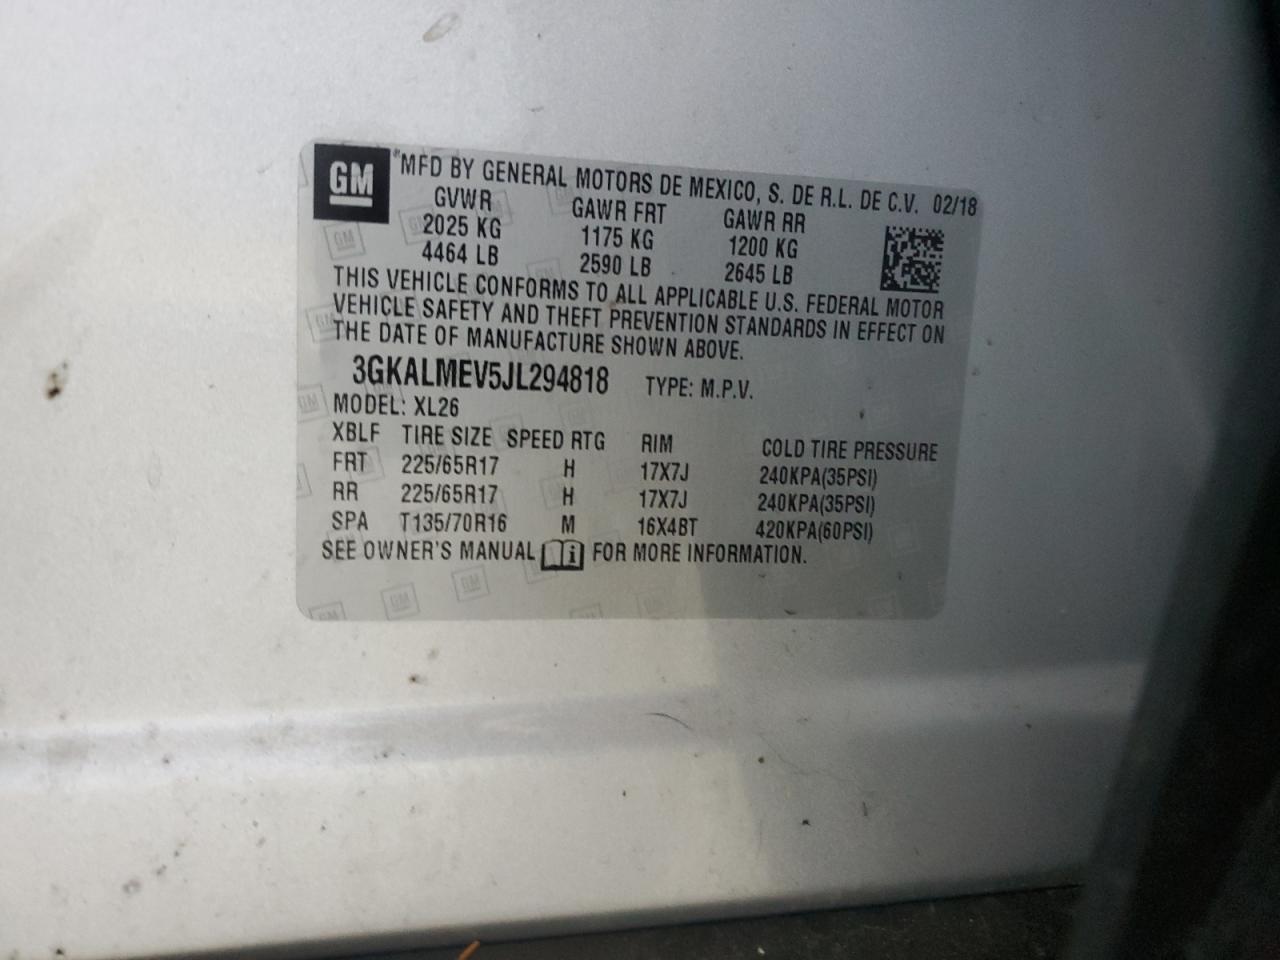 GM
®MFD BY GENERAL MOTORS DE MEXICO, S. DE R.L. DE C.V. 02/18
GVWR GAWR FRT GAWR RR
2025 KG 1175 KG 1200 KG
4464 LB 2590 LB 2645 LB
THIS VEHICLE CONFORMS TO ALL APPLICABLE U.S. FEDERAL MOTOR
VEHICLE SAFETY AND THEFT PREVENTION STANDARDS IN EFFECT ON
THE DATE OF MANUFACTURE SHOWN ABOVE.
3GKALMEV5JL294818 TYPE: M.P.V.
MODEL: XL26
XBLF TIRE SIZE SPEED RTG RIM COLD TIRE PRESSURE
FRT 225/65R17 H 17X7J 240KPA(35PSI)
RR 225/65R17 H 17X7J 240KPA(35PSI)
SPA T135/70R16 M 16X4BT 420KPA(60PSI)
SEE OWNER'S MANUAL FOR MORE INFORMATION.